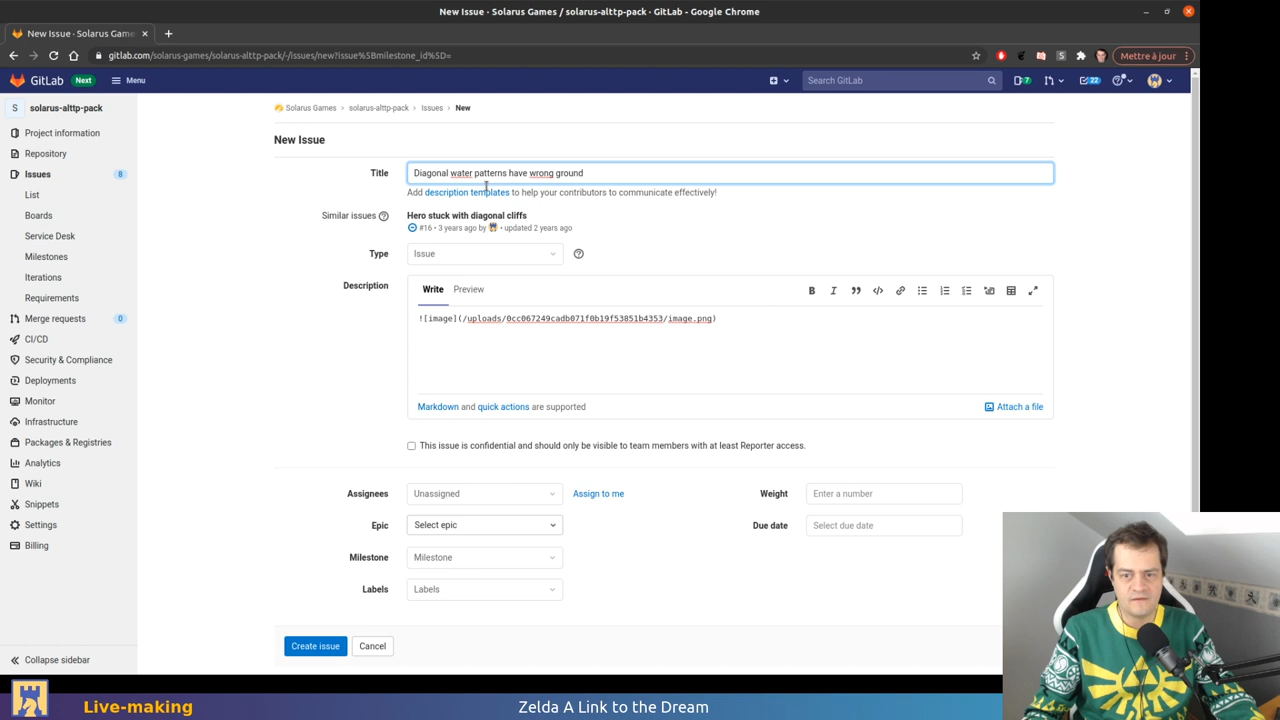 New Issue · Solarus Games / solarus-alttp-pack · GitLab - Google Chrome
New Issue · Solarus Game
gitlab.com/solarus-games/solarus-alttp-pack/-/issues/new?issue%5Bmilestone_id%5D=
Mettre à jour
GitLab Next Menu Search GitLab 7 22
S solarus-alttp-pack
Solarus Games > solarus-alttp-pack > Issues > New
Project information
Repository
Issues 8
List
Boards
Service Desk
Milestones
Iterations
Requirements
Merge requests 0
CI/CD
Security & Compliance
Deployments
Monitor
Infrastructure
Packages & Registries
Analytics
Wiki
Snippets
Settings
Billing
Collapse sidebar
New Issue
Title Diagonal water patterns have wrong ground
Add description templates to help your contributors to communicate effectively!
Similar issues Hero stuck with diagonal cliffs
#16 • 3 years ago by • updated 2 years ago
Type Issue
Description Write Preview
![image](/uploads/0cc067249cadb071f0b19f53851b4353/image.png)
Markdown and quick actions are supported Attach a file
This issue is confidential and should only be visible to team members with at least Reporter access.
Assignees Unassigned Assign to me Weight Enter a number
Epic Select epic Due date Select due date
Milestone Milestone
Labels Labels
Create issue Cancel
Live-making Zelda A Link to the Dream